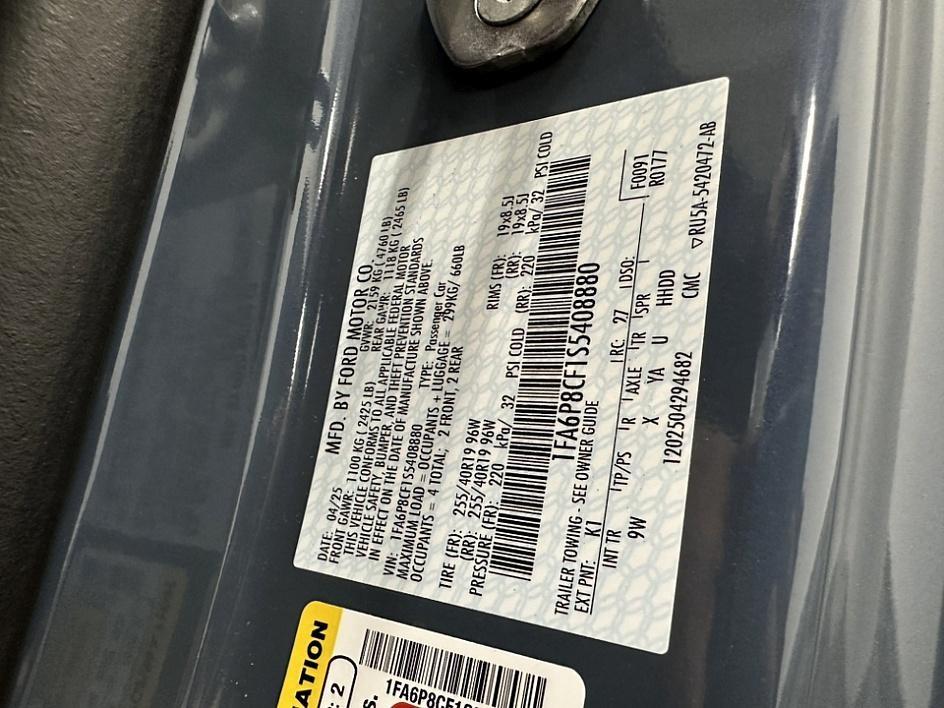 MFD. BY FORD MOTOR CO
DATE: 04/25 GVWR: 2159 KG ( 4760 LB)
FRONT GAWR: 1100 KG ( 2425 LB) REAR GAWR: 1118 KG ( 2465 LB)
THIS VEHICLE CONFORMS TO ALL APPLICABLE FEDERAL MOTOR
VEHICLE SAFETY, BUMPER, AND THEFT PREVENTION STANDARDS
IN EFFECT ON THE DATE OF MANUFACTURE SHOWN ABOVE.
VIN: 1FA6P8CF1S5408880 TYPE: Passenger Car
MAXIMUM LOAD = OCCUPANTS + LUGGAGE = 299KG/ 660LB
OCCUPANTS = 4 TOTAL; 2 FRONT, 2 REAR
TIRE (FR): 255/40R19 96W RIMS (FR): 19x8.5J
(RR): 255/40R19 96W (RR): 19x8.5J
PRESSURE (FR): 220 kPa/ 32 PSI COLD (RR): 220 kPa/ 32 PSI COLD
1FA6P8CF1S5408880
TRAILER TOWING - SEE OWNER GUIDE
EXT PNT: K1 RC: 27 DSO: F0091
INT TR TP/PS R AXLE TR SPR R0177
9W X YA U HHDD
120250429468​2 CMC ▽RU5A-5420472-AB
ATION
: 2
S.
1FA6P8CF1S